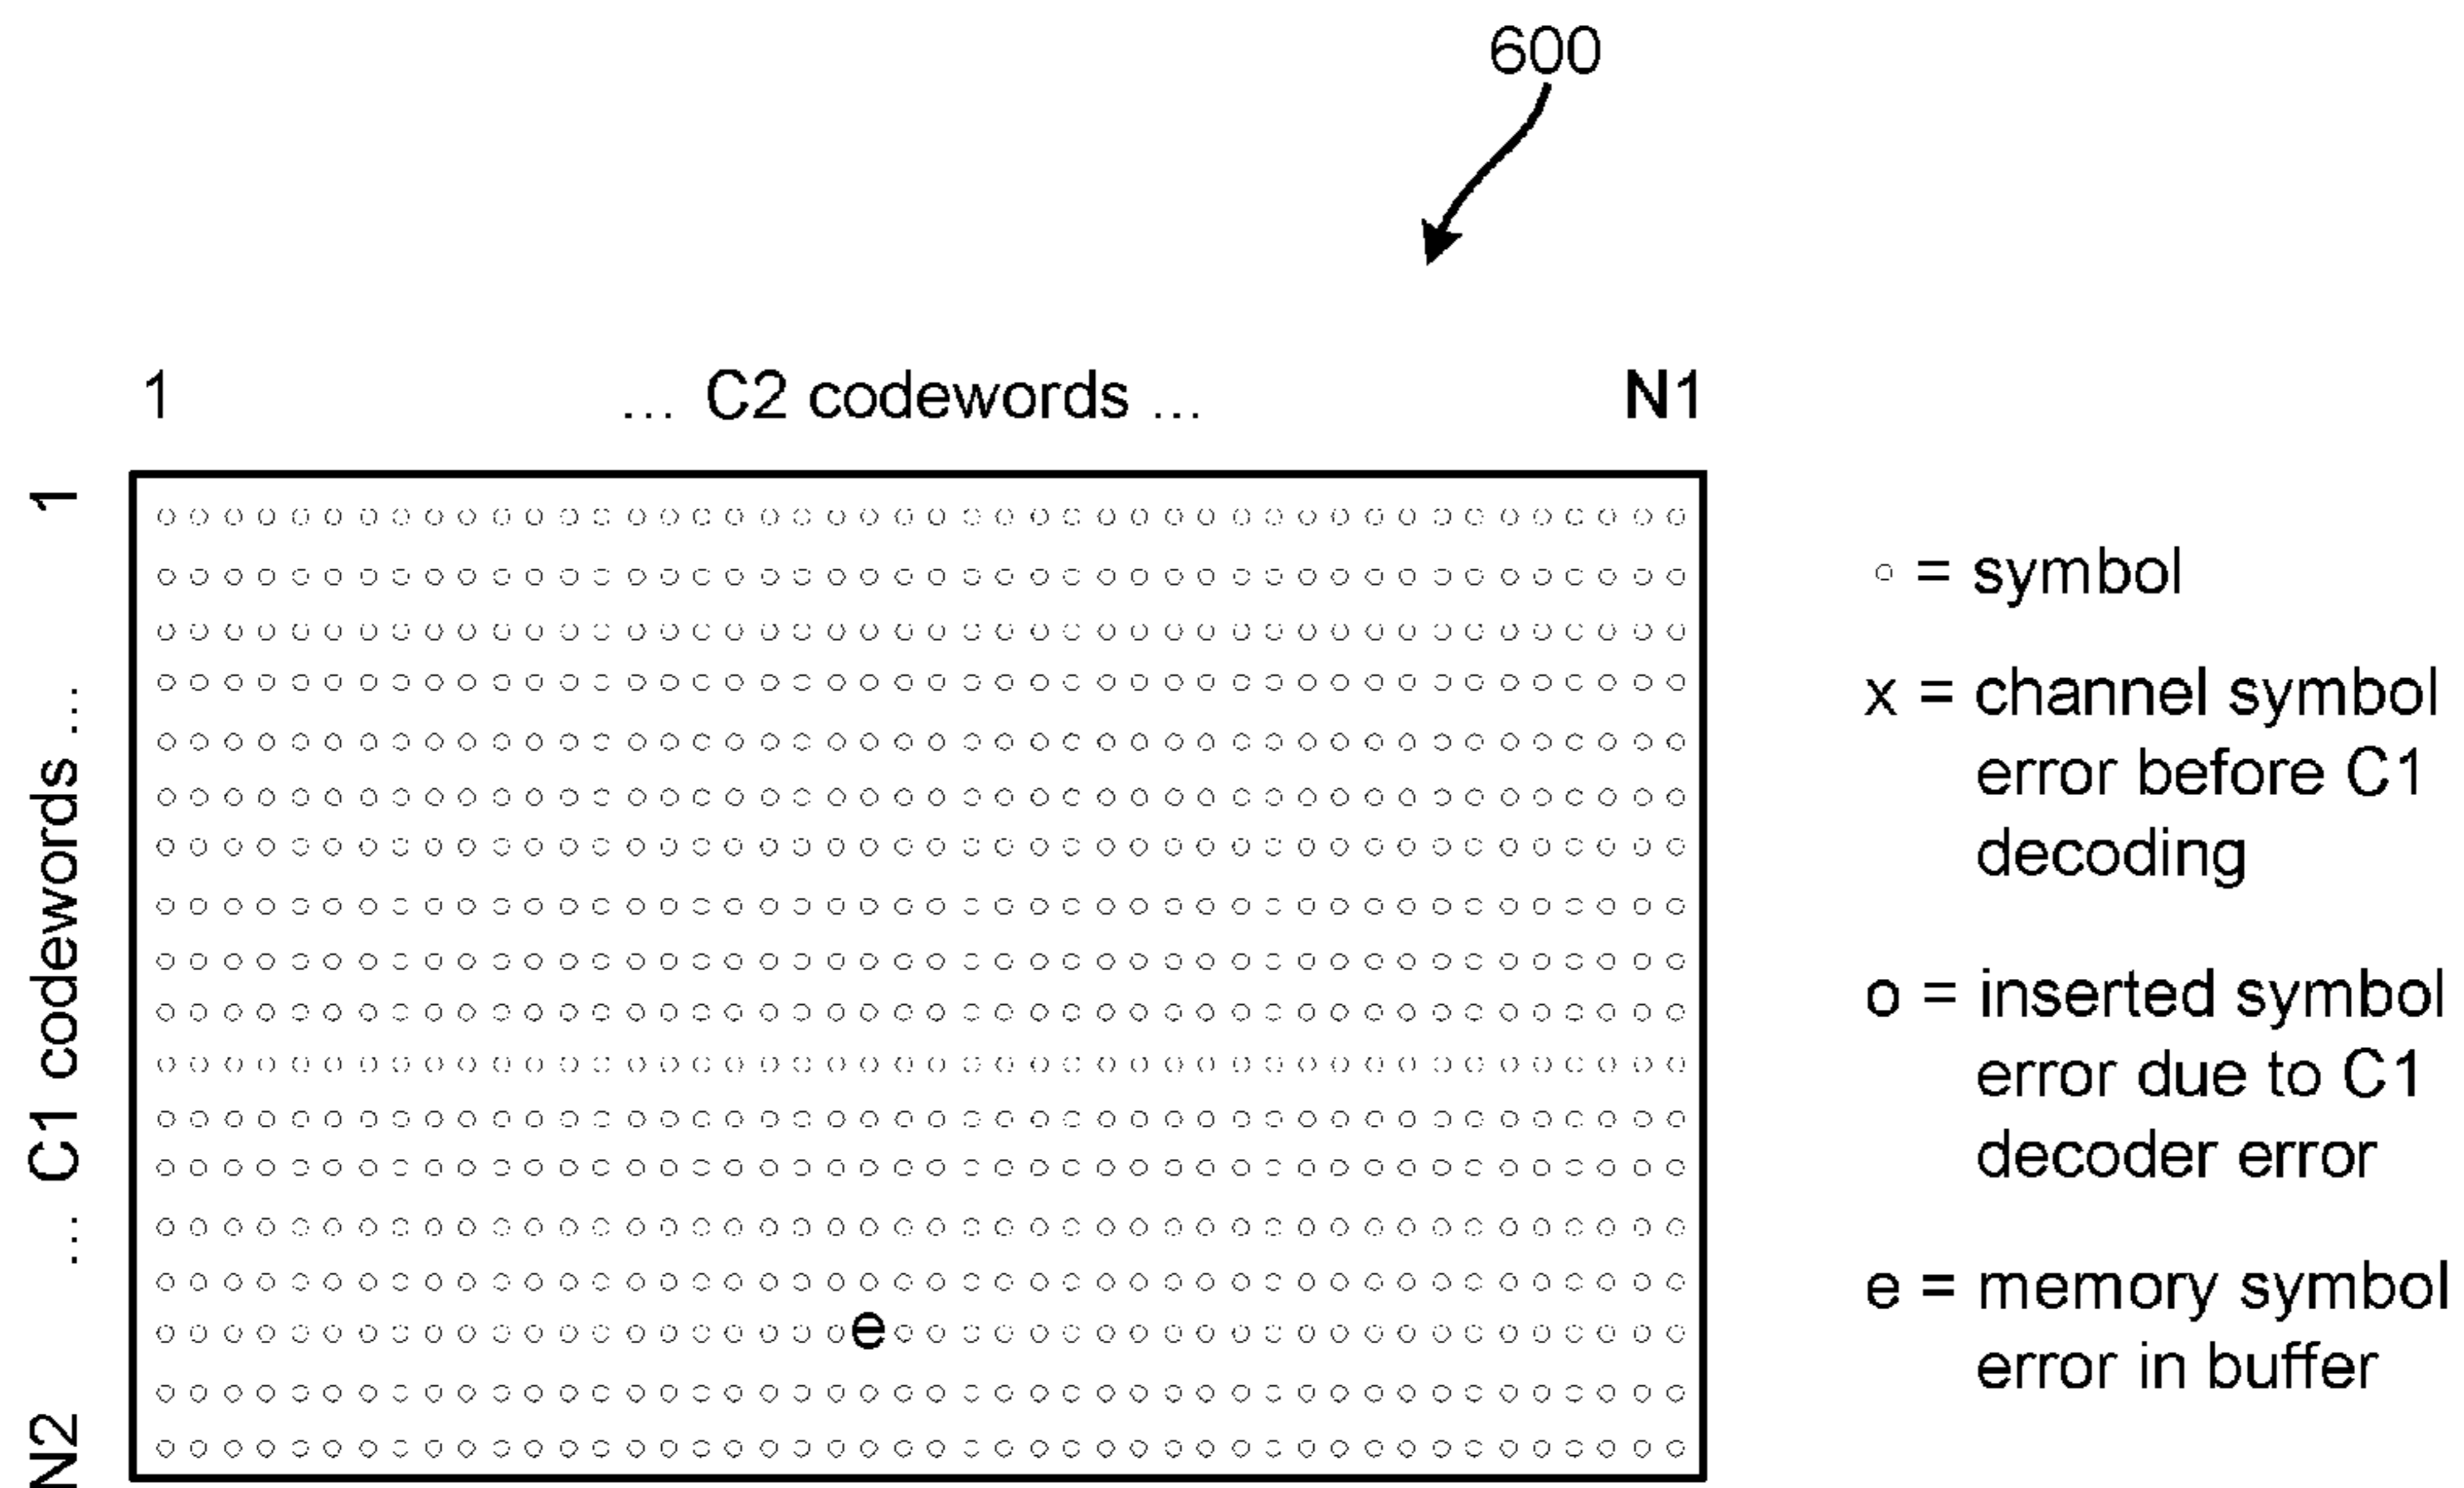 600
1 ... C2 codewords ... N1
1 ... C1 codewords ... N2
e
○ = symbol
x = channel symbol
error before C1
decoding
o = inserted symbol
error due to C1
decoder error
e = memory symbol
error in buffer